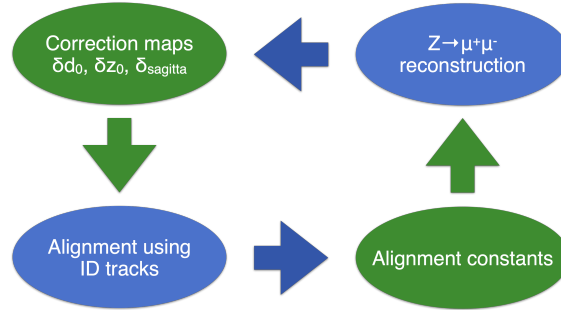 Correction maps
δd₀, δz₀, δsagitta
Z→μ⁺μ⁻
reconstruction
Alignment using
ID tracks
Alignment constants